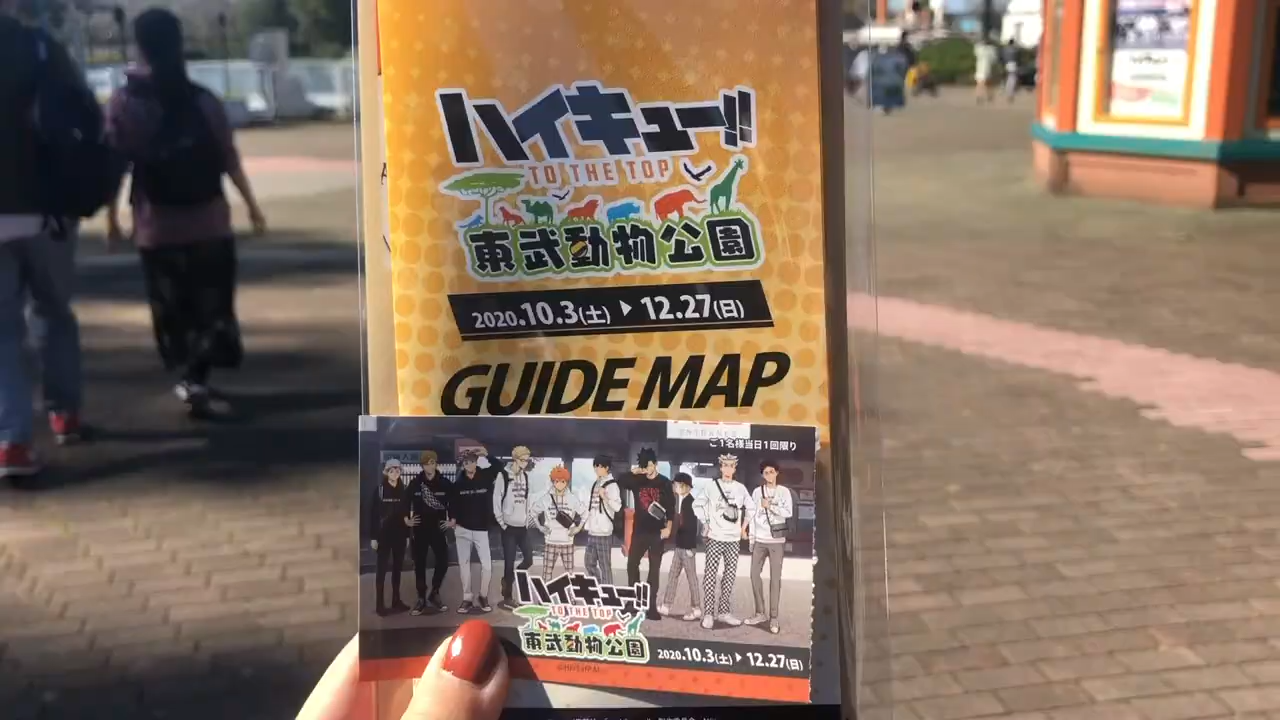 ハイキュー!!
TO THE TOP
東武動物公園
2020.10.3(土)▶12.27(日)
GUIDE MAP
ご1名様当日1回限り
ハイキュー!!
TO THE TOP
東武動物公園
2020.10.3(土)▶12.27(日)